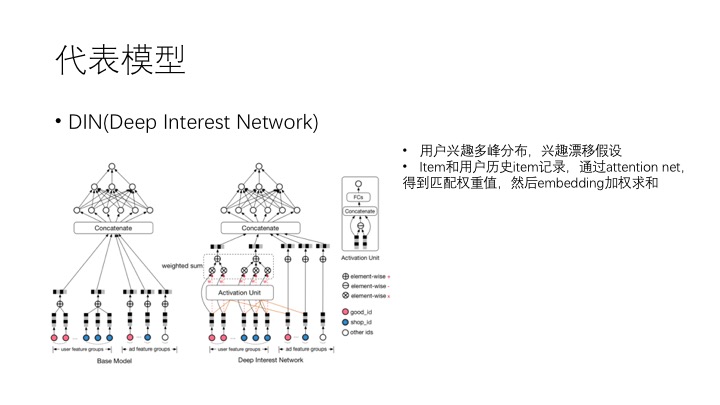 代表模型
• DIN(Deep Interest Network)
• 用户兴趣多峰分布，兴趣漂移假设
• Item和用户历史item记录，通过attention net，
得到匹配权重值，然后embedding加权求和
Concatenate
Concatenate
weighted sum
Activation Unit
FCs
Concatenate
Activation Unit
element-wise +
element-wise -
element-wise x
good_id
shop_id
other ids
user feature groups
ad feature groups
Base Model
user feature groups
ad feature groups
Deep Interest Network